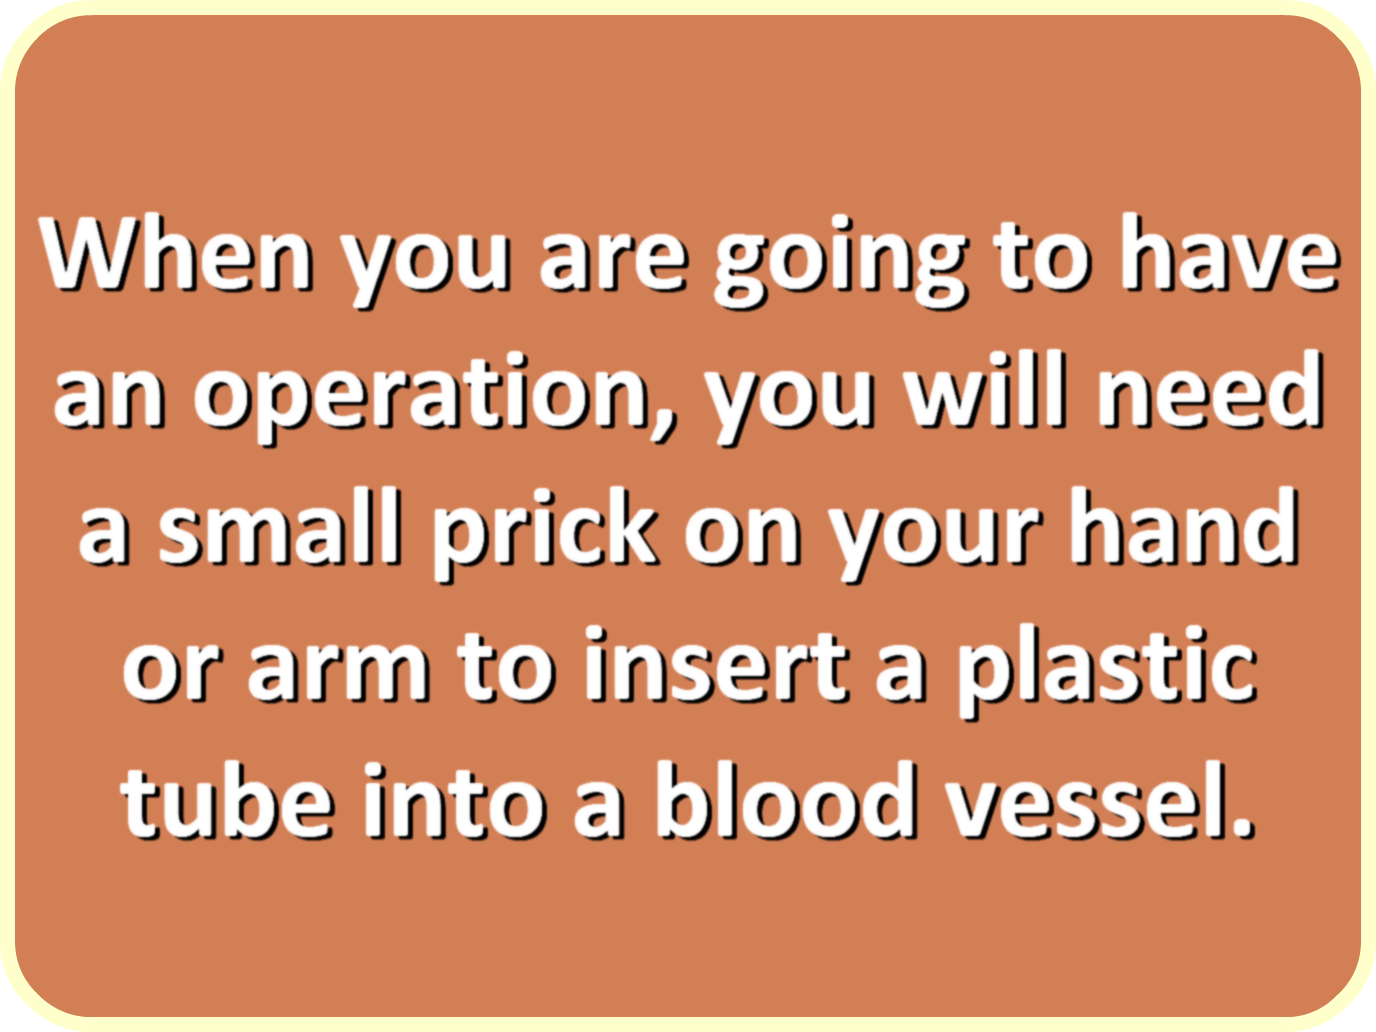 When you are going to have
an operation, you will need
a small prick on your hand
or arm to insert a plastic
tube into a blood vessel.